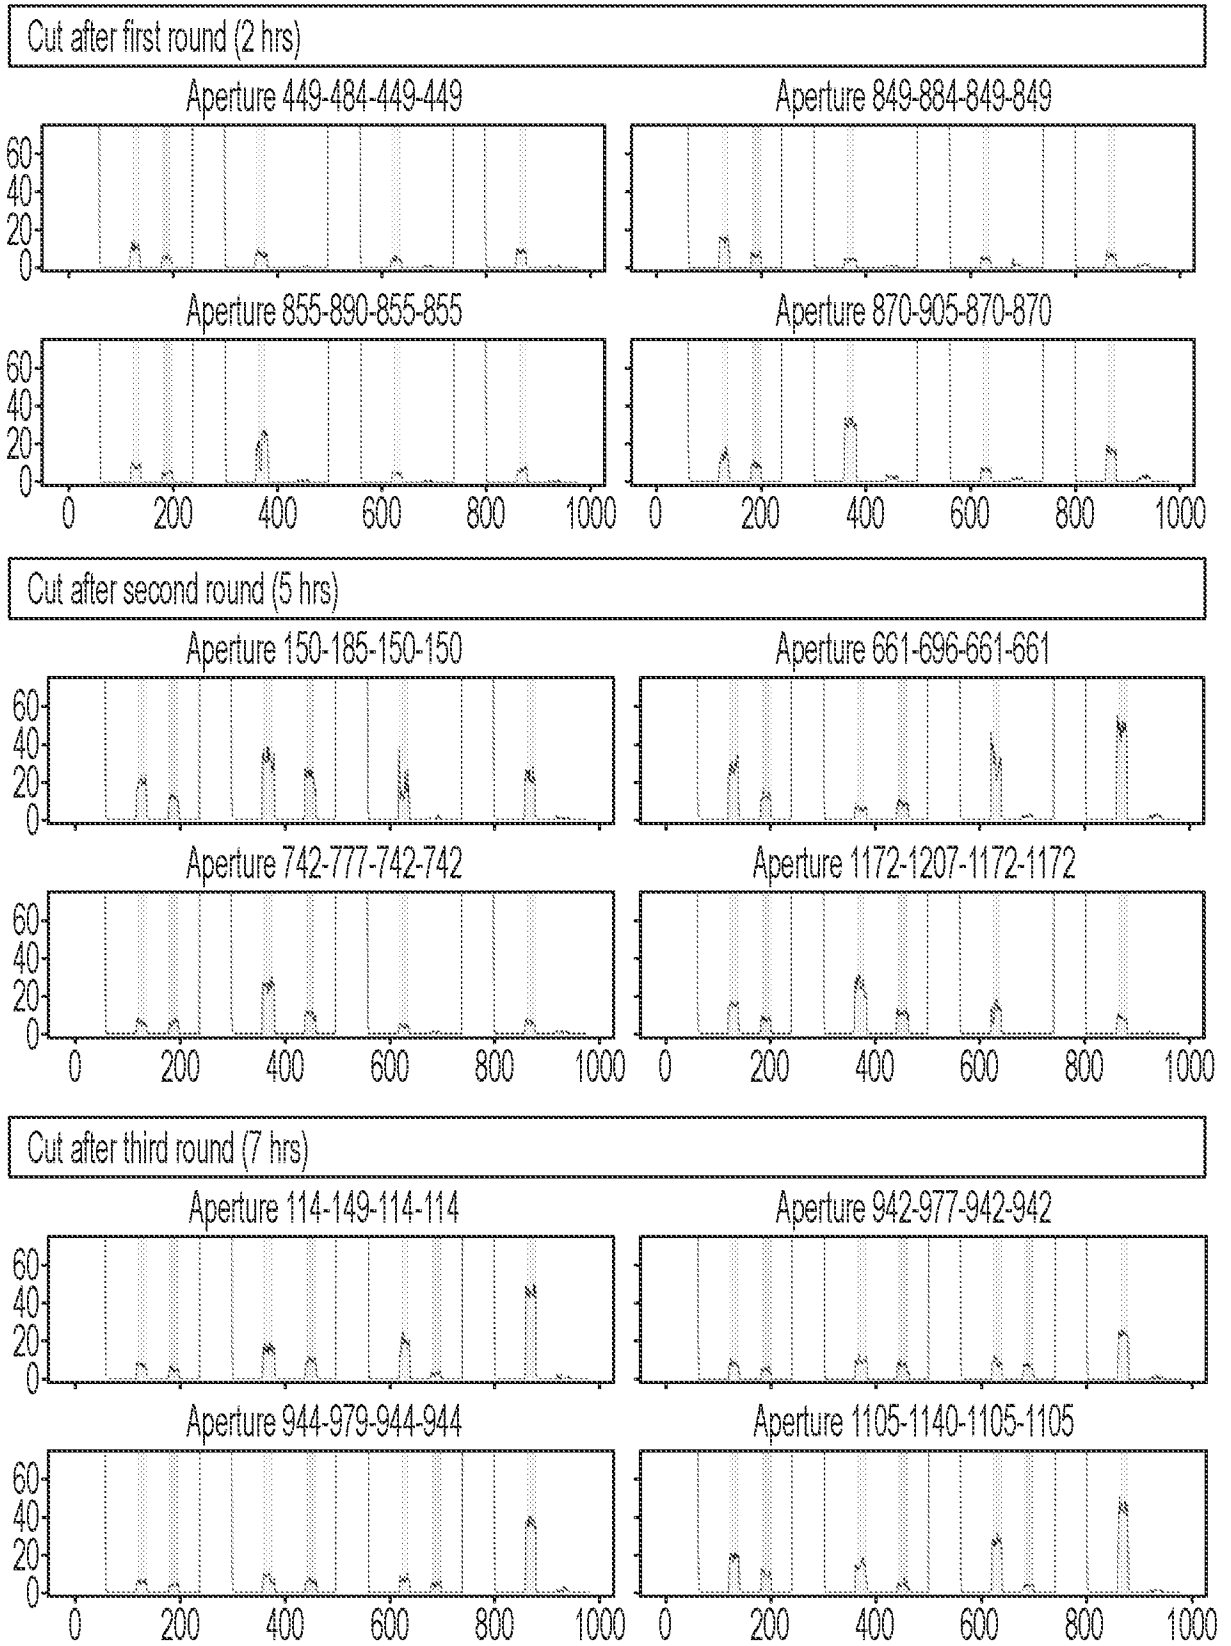 Cut after first round (2 hrs)
Aperture 449-484-449-449
Aperture 849-884-849-849
60
40
20
0
Aperture 855-890-855-855
Aperture 870-905-870-870
60
40
20
0
0 200 400 600 800 1000
0 200 400 600 800 1000
Cut after second round (5 hrs)
Aperture 150-185-150-150
Aperture 661-696-661-661
60
40
20
0
Aperture 742-777-742-742
Aperture 1172-1207-1172-1172
60
40
20
0
0 200 400 600 800 1000
0 200 400 600 800 1000
Cut after third round (7 hrs)
Aperture 114-149-114-114
Aperture 942-977-942-942
60
40
20
0
Aperture 944-979-944-944
Aperture 1105-1140-1105-1105
60
40
20
0
0 200 400 600 800 1000
0 200 400 600 800 1000